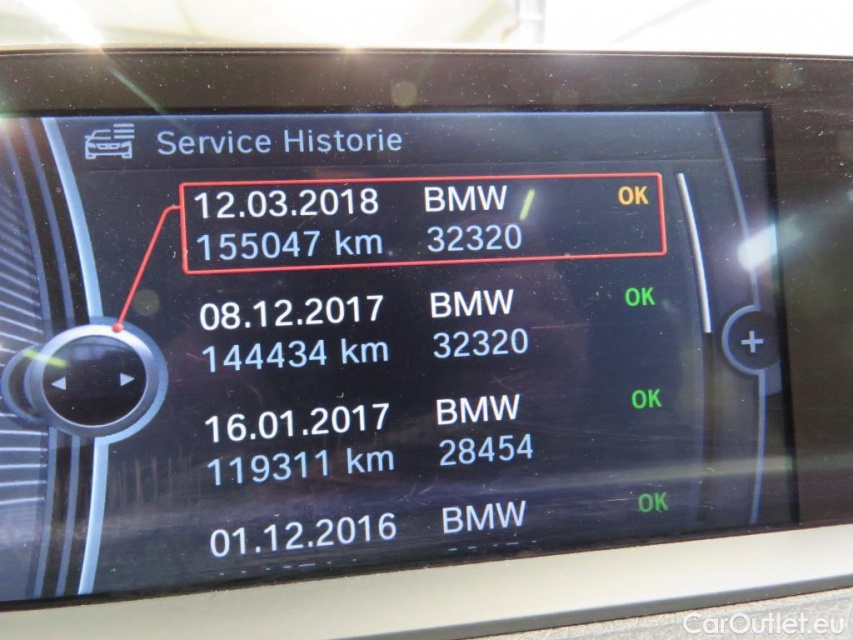 Service Historie
12.03.2018 BMW OK
155047 km 32320
08.12.2017 BMW OK
144434 km 32320
16.01.2017 BMW OK
119311 km 28454
01.12.2016 BMW OK
CarOutlet.eu